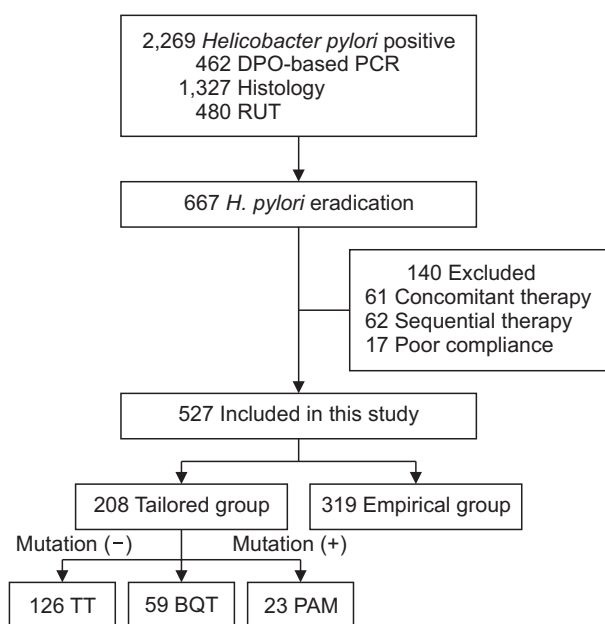 2,269 Helicobacter pylori positive
462 DPO-based PCR
1,327 Histology
480 RUT
667 H. pylori eradication
140 Excluded
61 Concomitant therapy
62 Sequential therapy
17 Poor compliance
527 Included in this study
208 Tailored group
319 Empirical group
Mutation (−)
Mutation (+)
126 TT
59 BQT
23 PAM